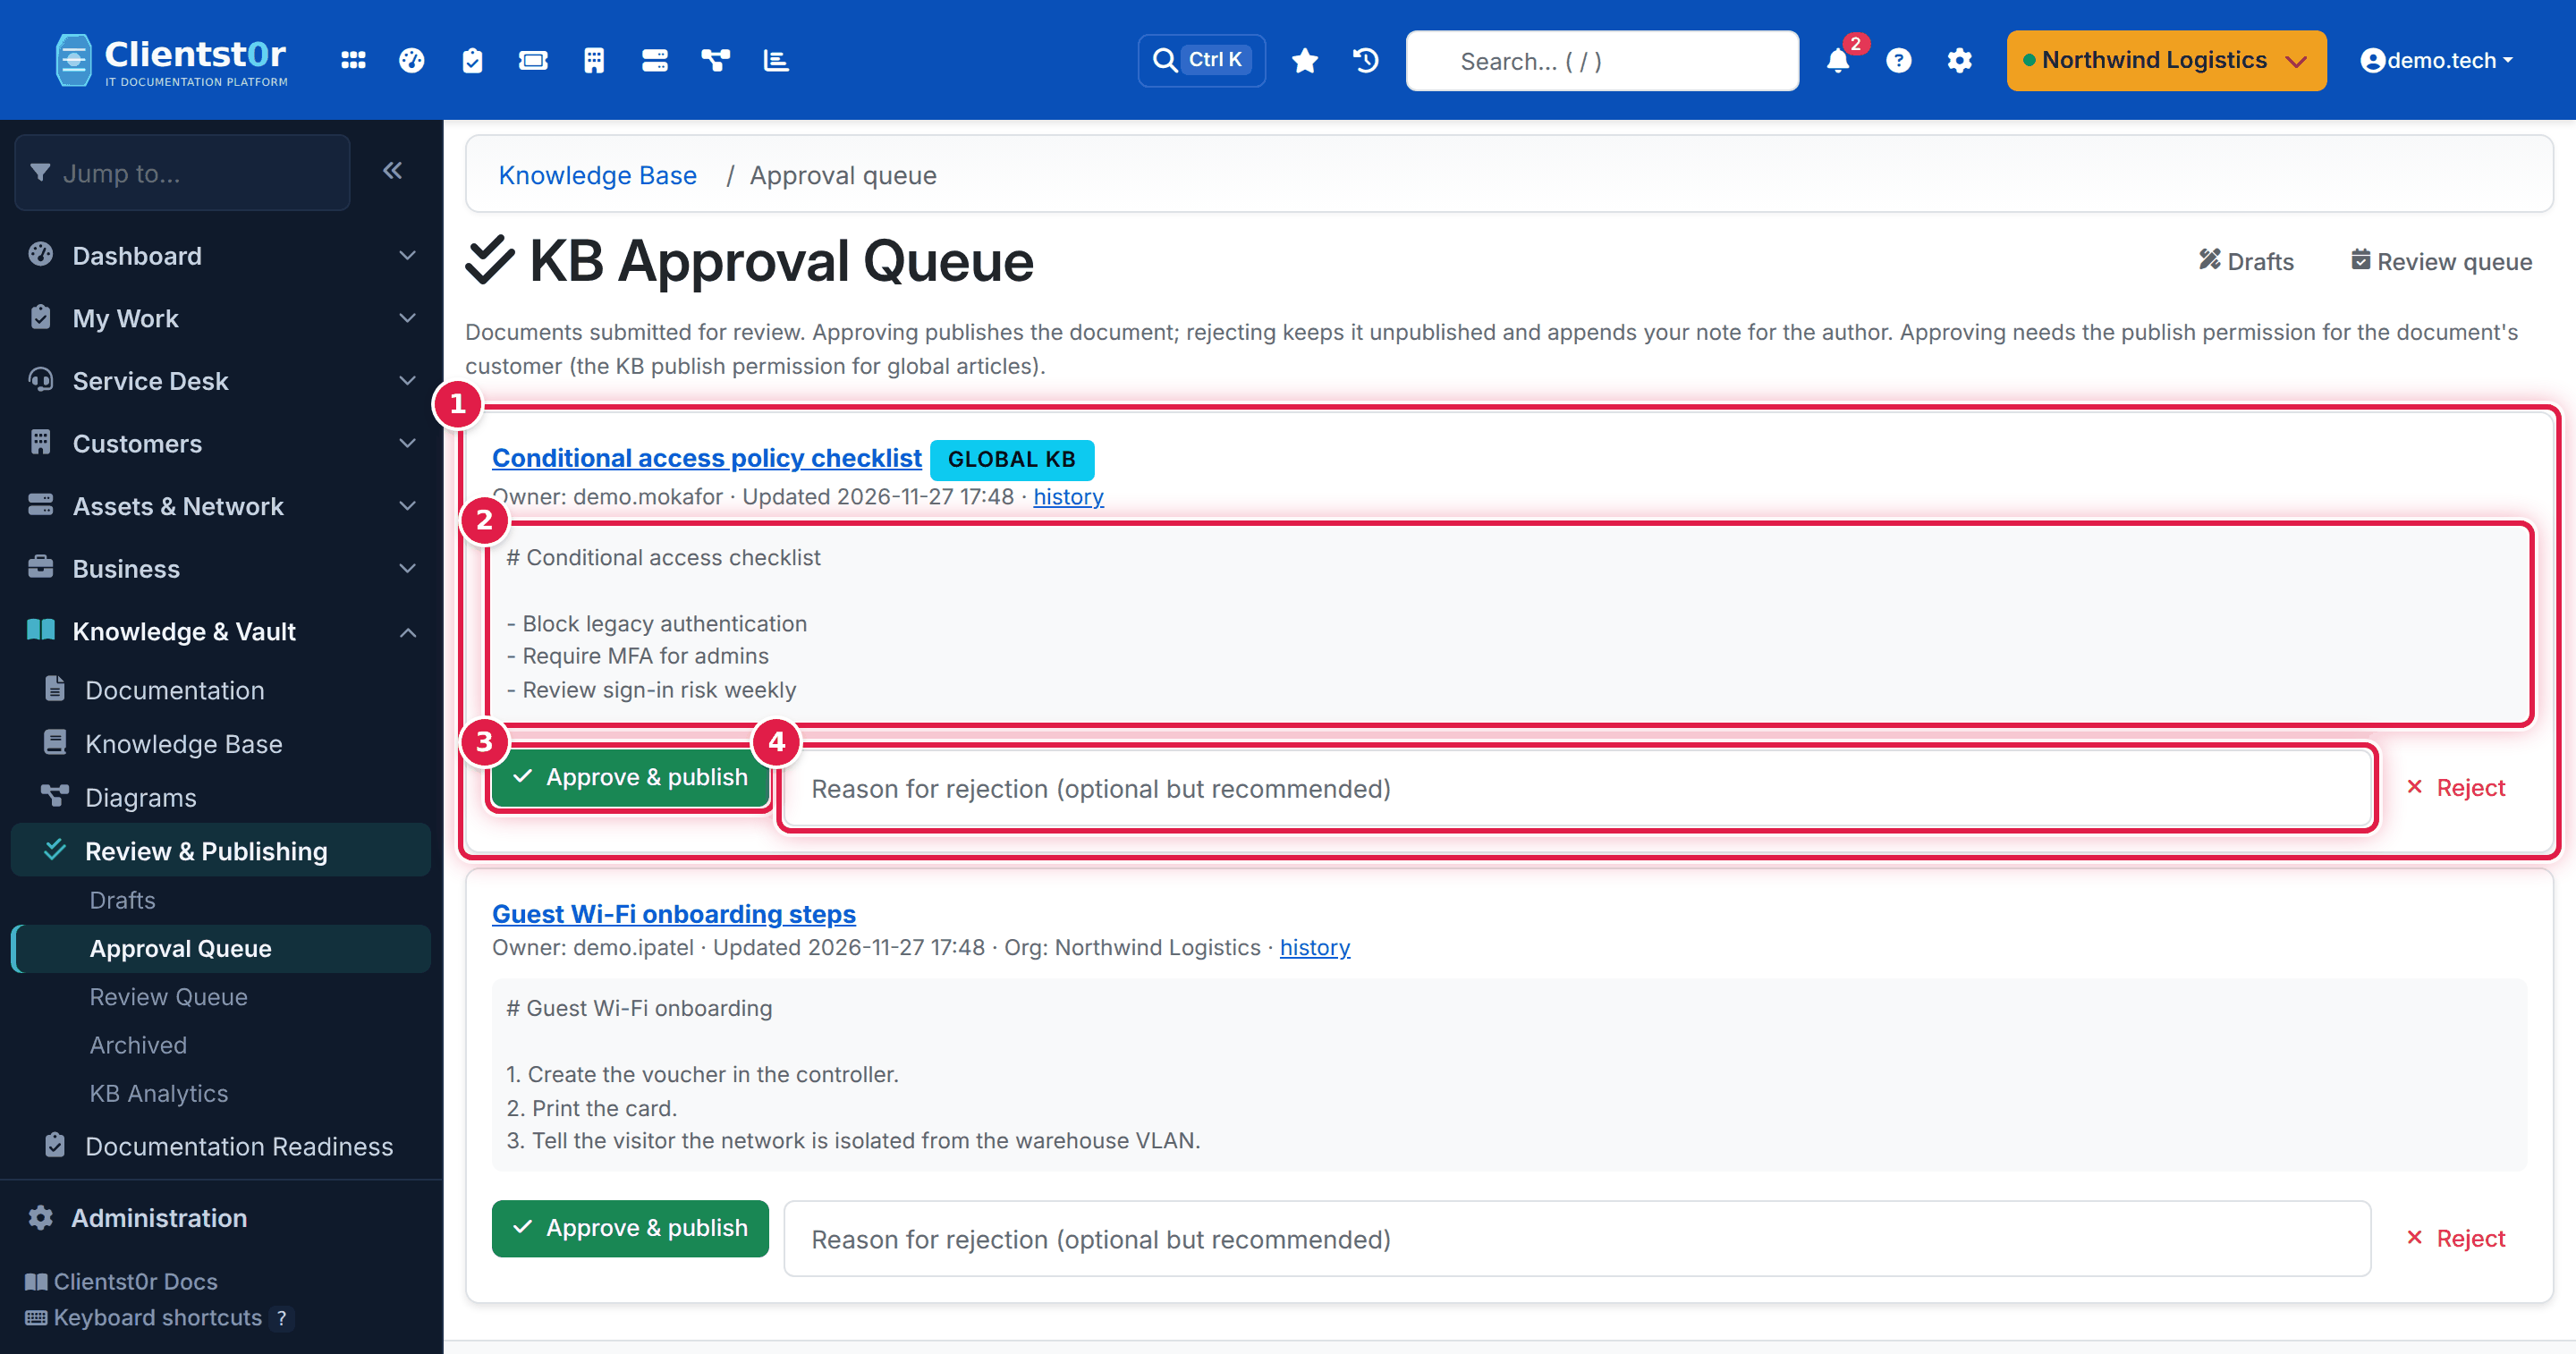 Clientst0r
IT DOCUMENTATION PLATFORM
Ctrl K
Search... ( / )
2
?
Northwind Logistics
demo.tech
Jump to...
Dashboard
My Work
Service Desk
Customers
Assets & Network
Business
Knowledge & Vault
Documentation
Knowledge Base
Diagrams
Review & Publishing
Drafts
Approval Queue
Review Queue
Archived
KB Analytics
Documentation Readiness
Administration
Clientst0r Docs
Keyboard shortcuts ?
Knowledge Base / Approval queue
KB Approval Queue
Drafts
Review queue
Documents submitted for review. Approving publishes the document; rejecting keeps it unpublished and appends your note for the author. Approving needs the publish permission for the document's
customer (the KB publish permission for global articles).
1
Conditional access policy checklist GLOBAL KB
Owner: demo.mokafor · Updated 2026-11-27 17:48 · history
2
# Conditional access checklist
- Block legacy authentication
- Require MFA for admins
- Review sign-in risk weekly
3
4
Approve & publish
Reason for rejection (optional but recommended)
Reject
Guest Wi-Fi onboarding steps
Owner: demo.ipatel · Updated 2026-11-27 17:48 · Org: Northwind Logistics · history
# Guest Wi-Fi onboarding
1. Create the voucher in the controller.
2. Print the card.
3. Tell the visitor the network is isolated from the warehouse VLAN.
Approve & publish
Reason for rejection (optional but recommended)
Reject